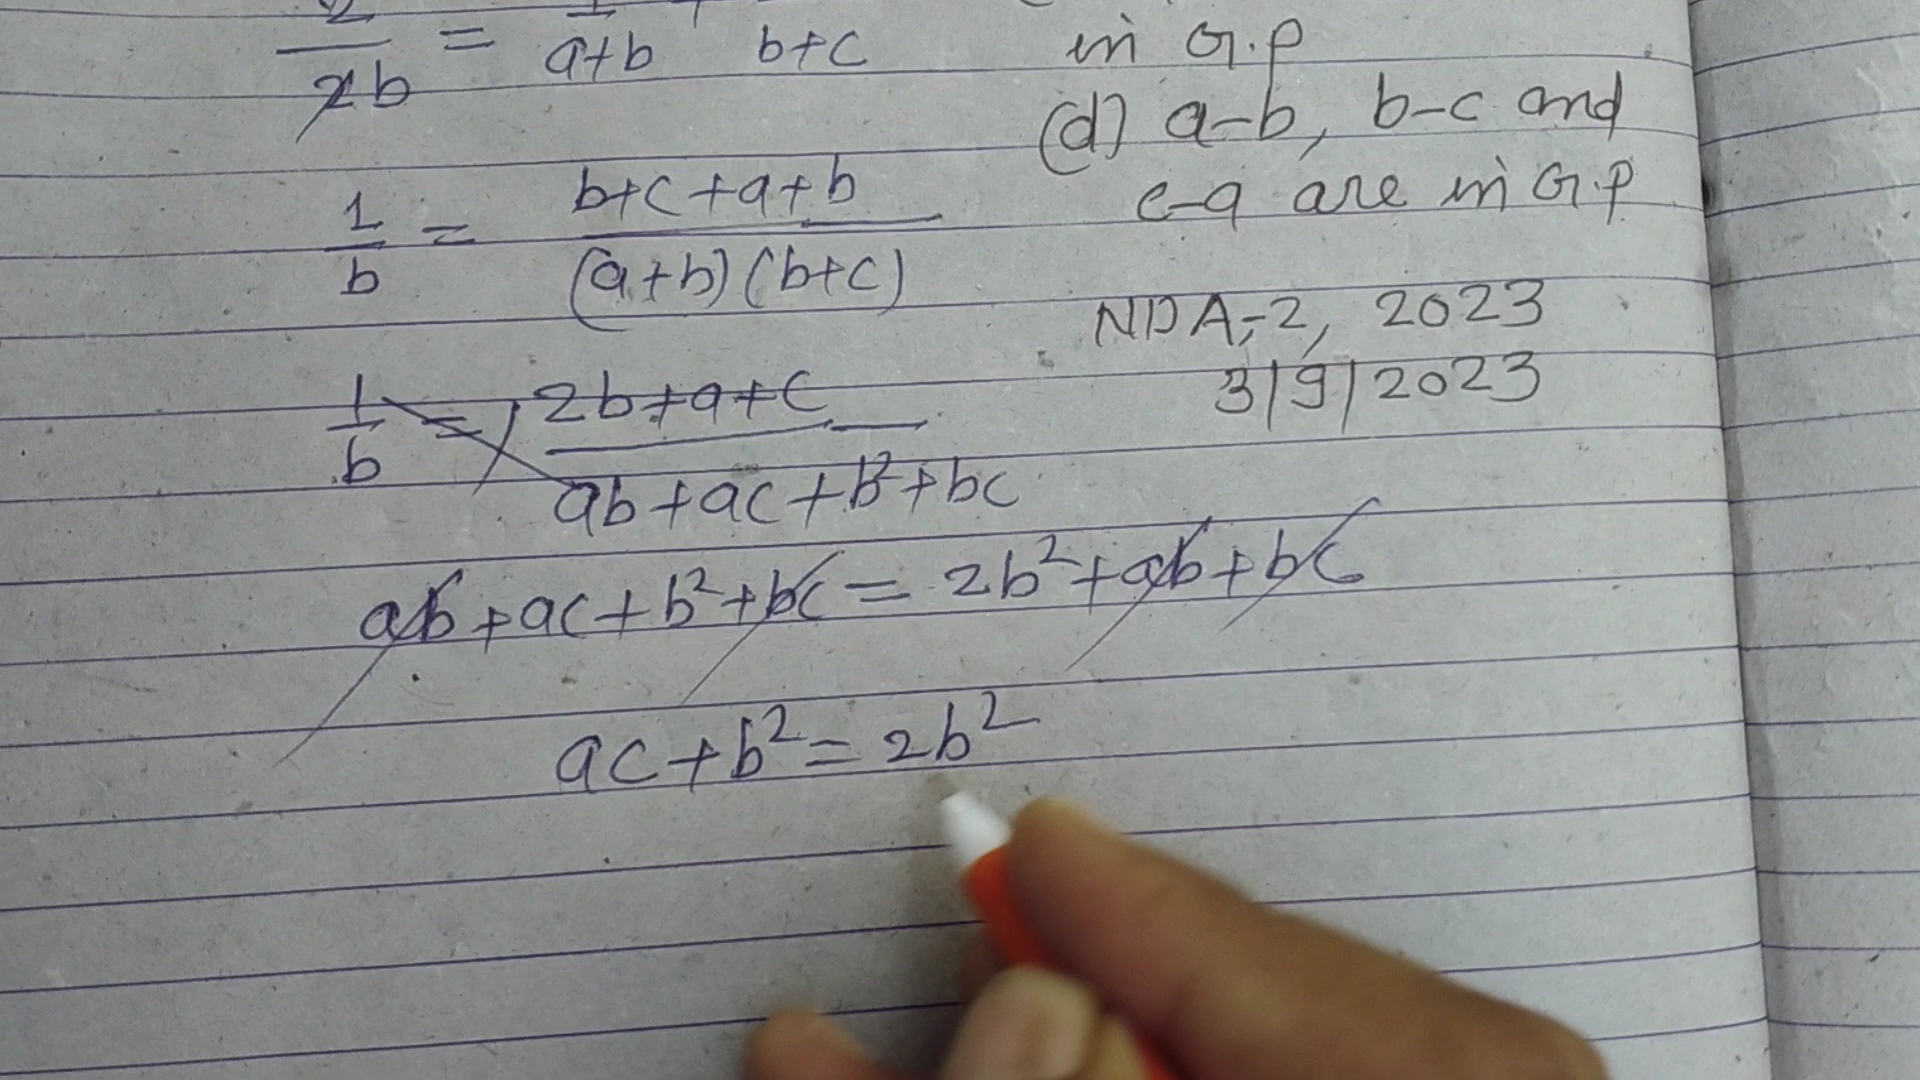 2/2b = 1/a+b + b+c
1/b = b+c+a+b/(a+b)(b+c)
1/b = 2b+a+c/ab+ac+b²+bc
ab+ac+b²+bc = 2b²+ab+bc
ac+b²=2b²
in G.P
(d) a-b, b-c and
c-a are in G.P
NDA-2, 2023
3/9/2023